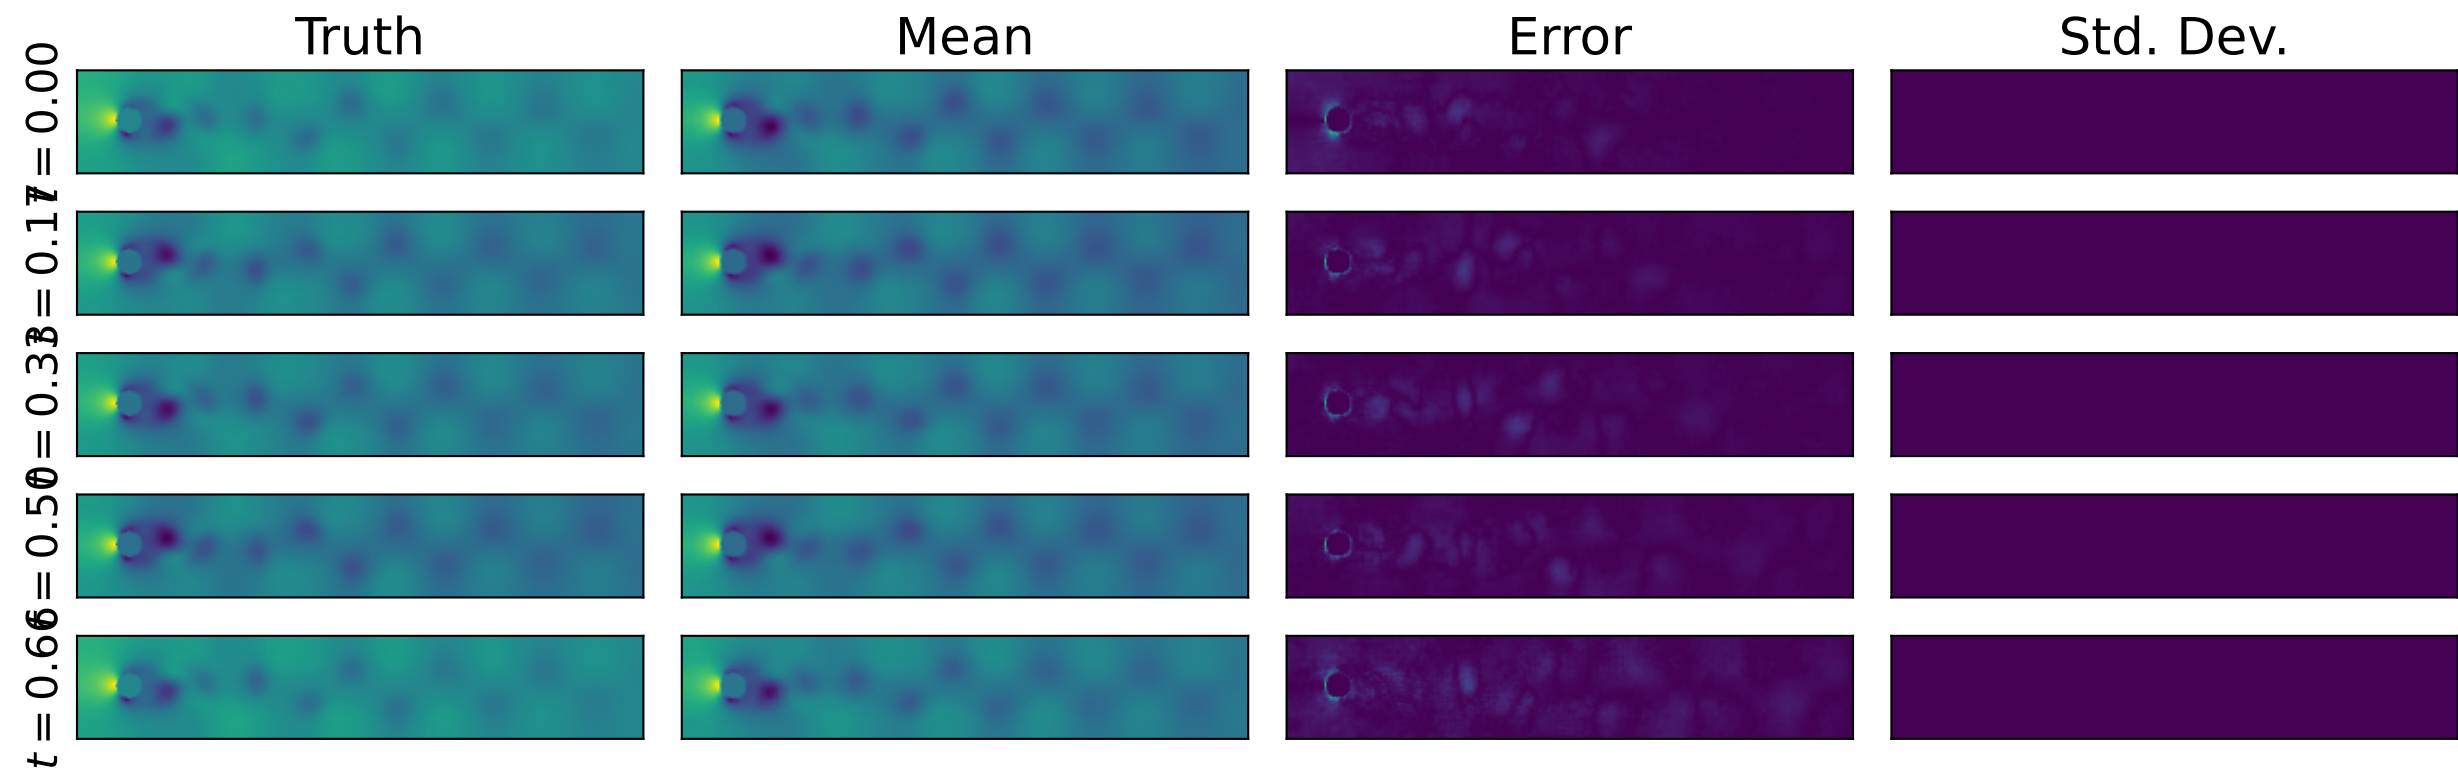 Truth Mean Error Std. Dev.
t = 0.00
t = 0.17
t = 0.33
t = 0.50
t = 0.66